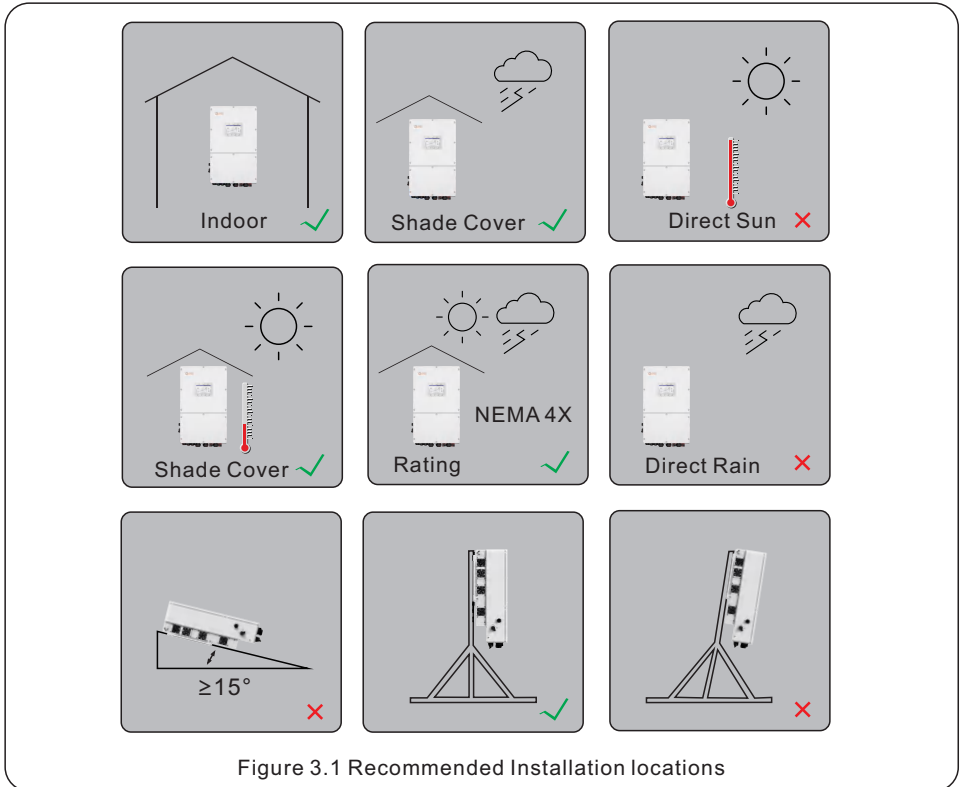 Indoor
Shade Cover
Direct Sun
Shade Cover
NEMA 4X
Rating
Direct Rain
≥15°
Figure 3.1 Recommended Installation locations